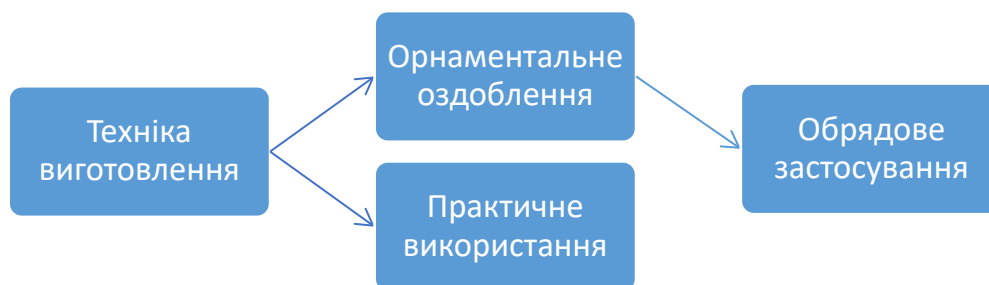 Техніка
виготовлення
Орнаментальне
оздоблення
Практичне
використання
Обрядове
застосування